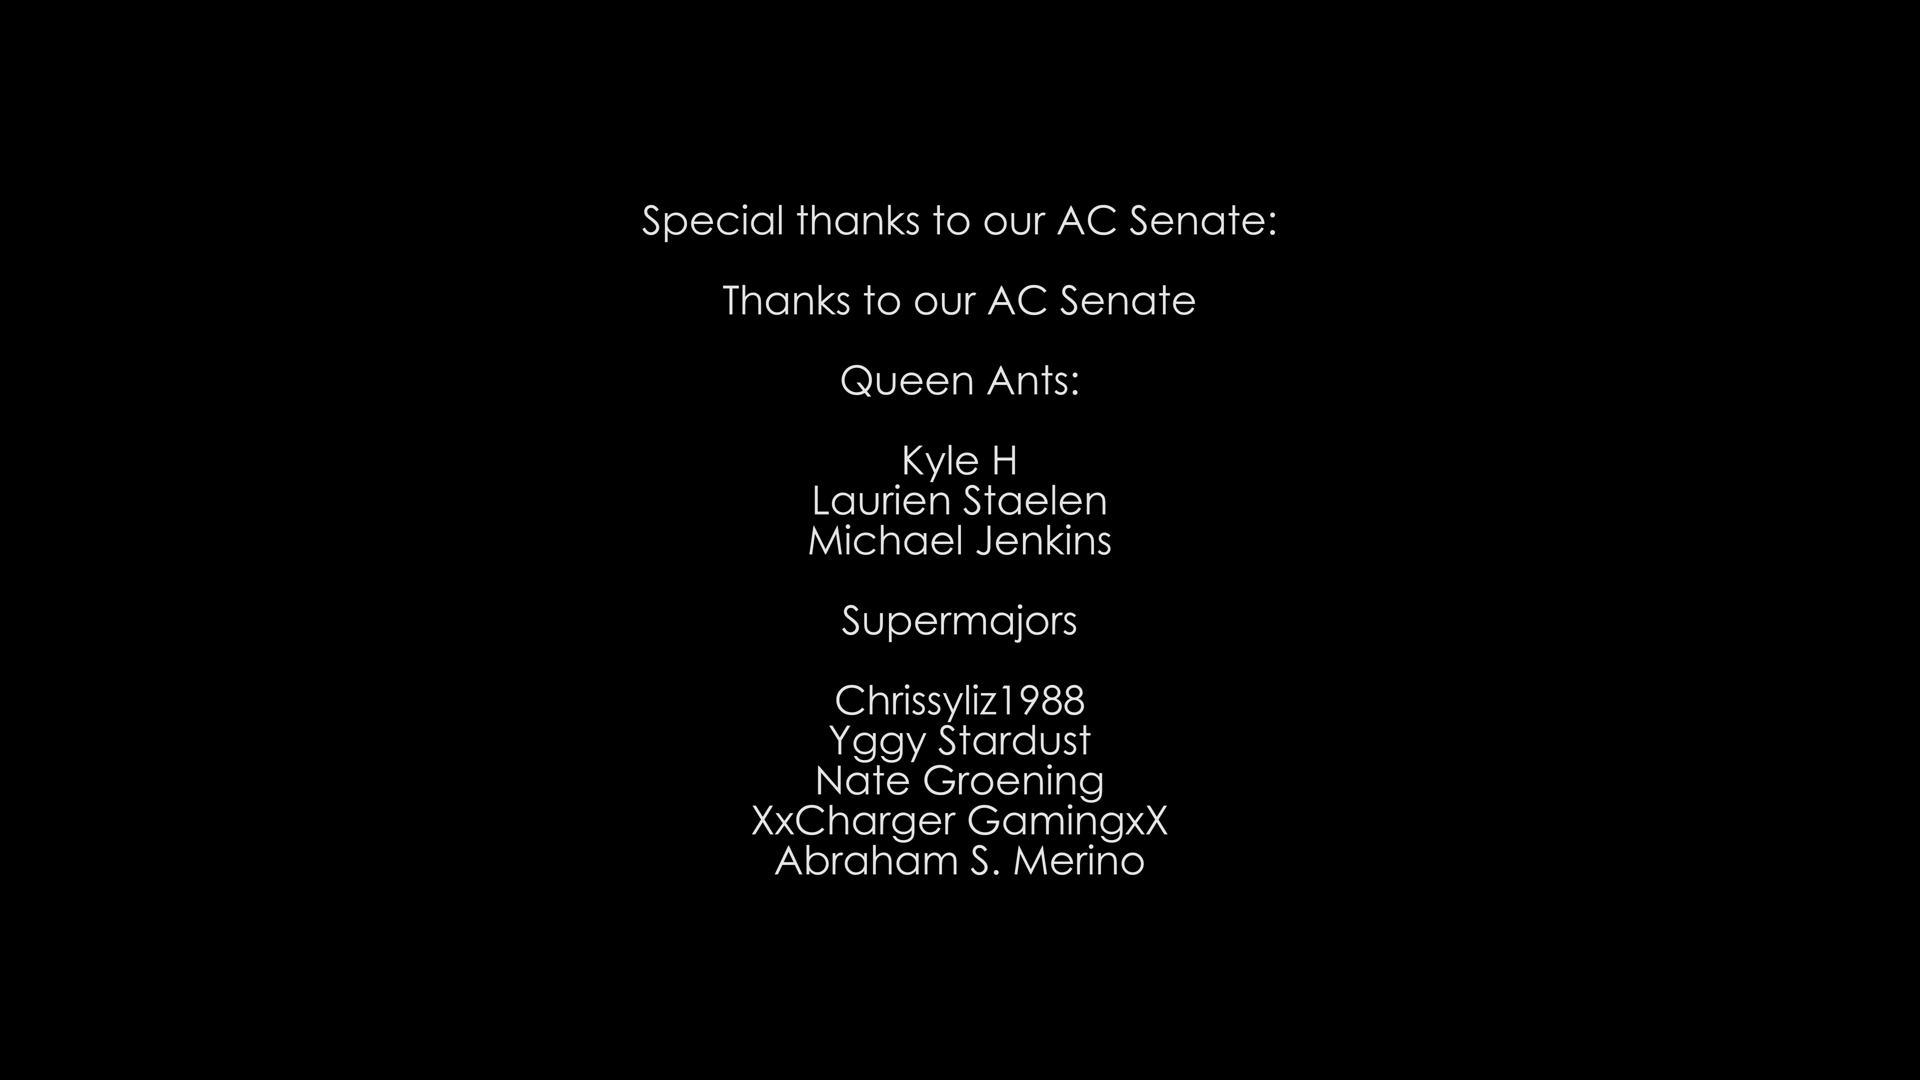 Special thanks to our AC Senate:
Thanks to our AC Senate
Queen Ants:
Kyle H
Laurien Staelen
Michael Jenkins
Supermajors
Chrissyliz1988
Yggy Stardust
Nate Groening
XxCharger GamingxX
Abraham S. Merino